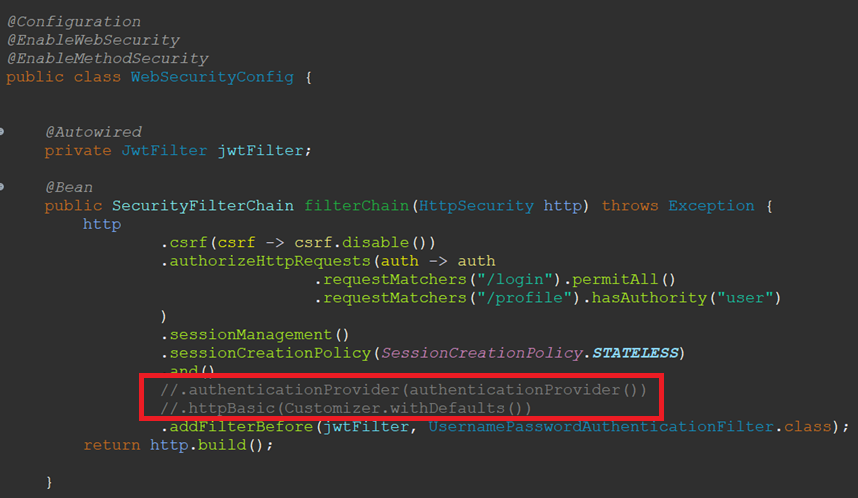 @Configuration
@EnableWebSecurity
@EnableMethodSecurity
public class WebSecurityConfig {
@Autowired
private JwtFilter jwtFilter;
@Bean
public SecurityFilterChain filterChain(HttpSecurity http) throws Exception {
http
.csrf(csrf -> csrf.disable())
.authorizeHttpRequests(auth -> auth
.requestMatchers("/login").permitAll()
.requestMatchers("/profile").hasAuthority("user")
)
.sessionManagement()
.sessionCreationPolicy(SessionCreationPolicy.STATELESS)
.and()
//.authenticationProvider(authenticationProvider())
//.httpBasic(Customizer.withDefaults())
.addFilterBefore(jwtFilter, UsernamePasswordAuthenticationFilter.class);
return http.build();
}